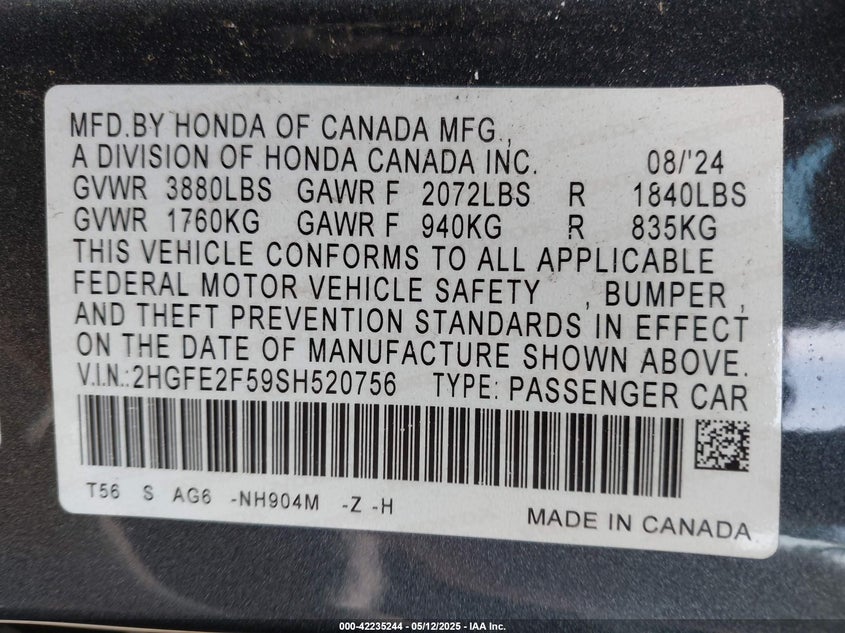 MFD.BY HONDA OF CANADA MFG.,
A DIVISION OF HONDA CANADA INC. 08/'24
GVWR 3880LBS GAWR F 2072LBS R 1840LBS
GVWR 1760KG GAWR F 940KG R 835KG
THIS VEHICLE CONFORMS TO ALL APPLICABLE
FEDERAL MOTOR VEHICLE SAFETY , BUMPER ,
AND THEFT PREVENTION STANDARDS IN EFFECT
ON THE DATE OF MANUFACTURE SHOWN ABOVE.
V.I.N.:2HGFE2F59SH520756 TYPE: PASSENGER CAR
T56 S AG6 -NH904M -Z -H
MADE IN CANADA
000-42235244 - 05/12/2025 - IAA Inc.